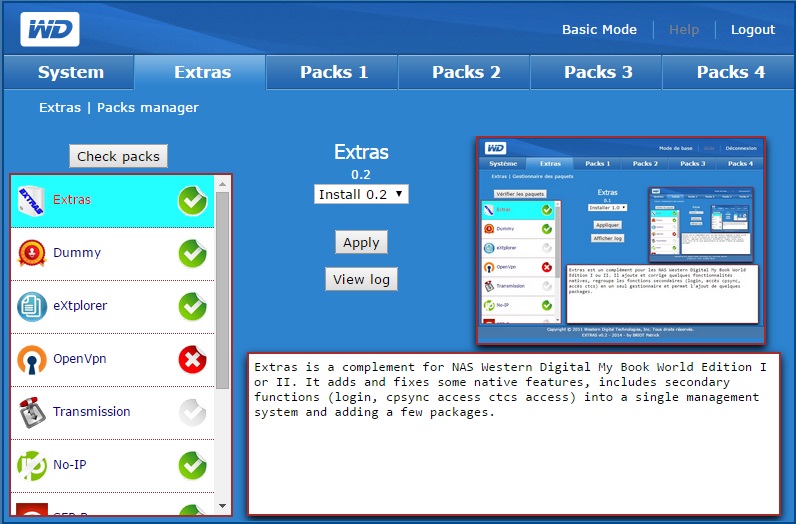 WD
Basic Mode | Help | Logout
System Extras Packs 1 Packs 2 Packs 3 Packs 4
Extras | Packs manager
Check packs
Extras
Dummy
eXtplorer
OpenVpn
Transmission
No-IP
EXTRAS
Extras
0.2
Install 0.2
Apply
View log
WD
Mode de base | Aide | Déconnexion
Système Extras Packs 1 Packs 2 Packs 3 Packs 4
Extras | Gestionnaire des paquets
Vérifier les paquets
Extras
Dummy
eXtplorer
OpenVpn
Transmission
No-IP
Extras
0.1
Installer 1.0
Appliquer
Afficher log
Extras est un complément pour les NAS Western Digital My Book World
Edition I ou II. Il ajoute et corrige quelques fonctionnalités
natives, regroupe les fonctions secondaires (login, accès cpsync,
accès ctcs) en un seul gestionnaire et permet l'ajout de quelques
packages.
Copyright © 2011 Western Digital Technologies, Inc. Tous droits réservés.
Extras is a complement for NAS Western Digital My Book World Edition I
or II. It adds and fixes some native features, includes secondary
functions (login, cpsync access ctcs access) into a single management
system and adding a few packages.